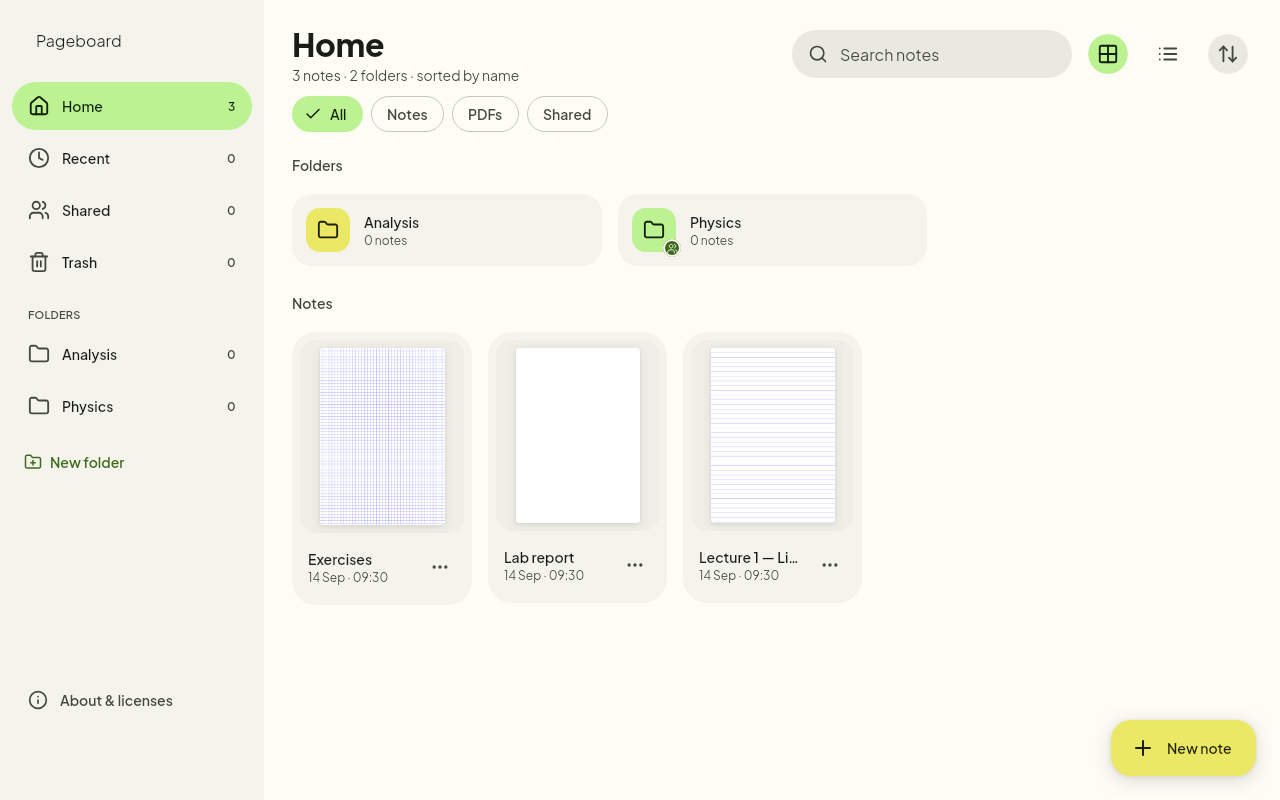 Pageboard
Home 3
Recent 0
Shared 0
Trash 0
FOLDERS
Analysis 0
Physics 0
New folder
About & licenses
Home
3 notes · 2 folders · sorted by name
Search notes
All
Notes
PDFs
Shared
Folders
Analysis
0 notes
Physics
0 notes
Notes
Exercises
14 Sep · 09:30
Lab report
14 Sep · 09:30
Lecture 1 — Li...
14 Sep · 09:30
New note